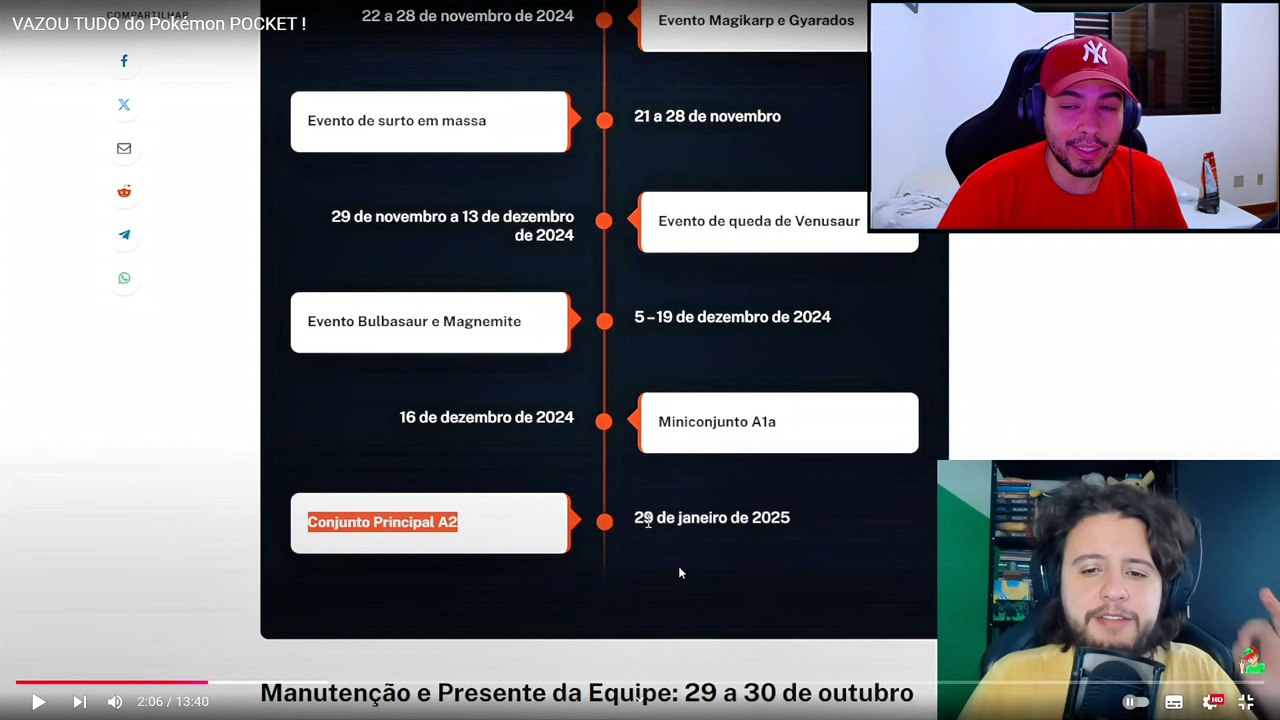 COMPARTILHAR
VAZOU TUDO do Pokémon POCKET !
22 a 28 de novembro de 2024
Evento Magikarp e Gyarados
Evento de surto em massa
21 a 28 de novembro
29 de novembro a 13 de dezembro
de 2024
Evento de queda de Venusaur
Evento Bulbasaur e Magnemite
5 – 19 de dezembro de 2024
16 de dezembro de 2024
Miniconjunto A1a
Conjunto Principal A2
29 de janeiro de 2025
Manutenção e Presente da Equipe: 29 a 30 de outubro
2:06 / 13:40
HD